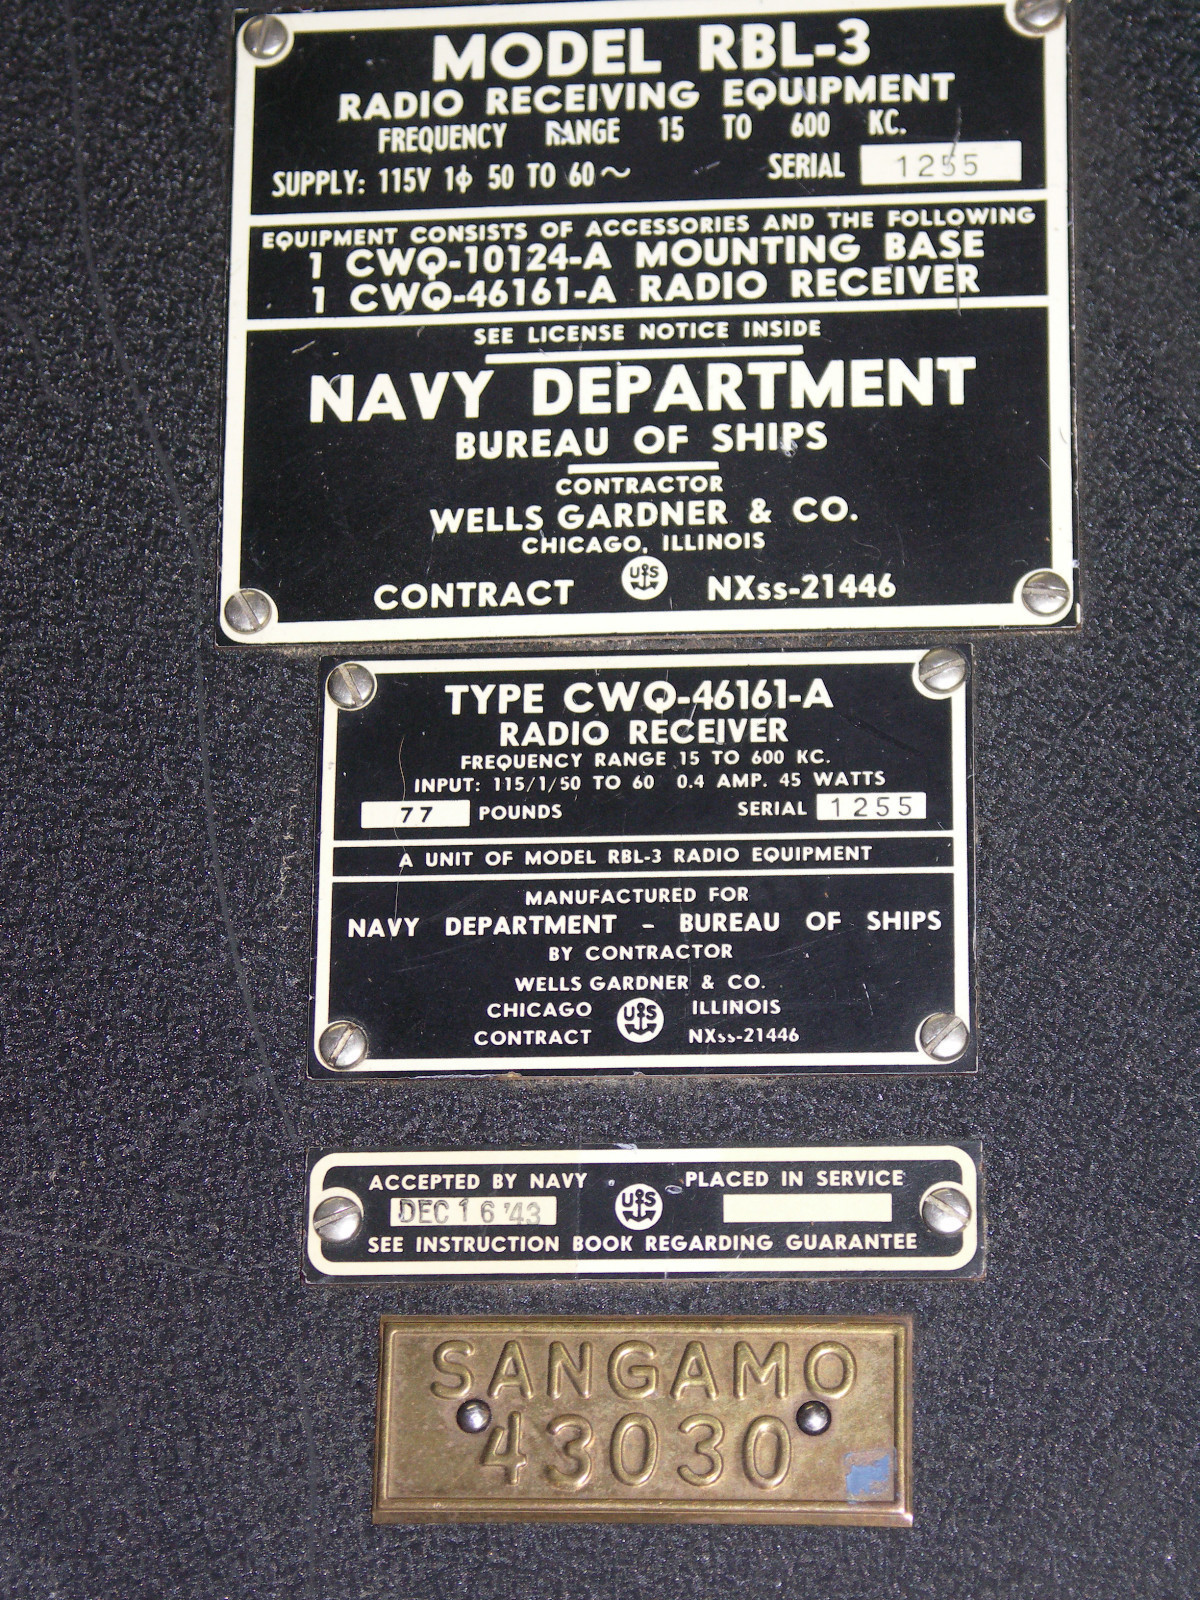 MODEL RBL-3
RADIO RECEIVING EQUIPMENT
FREQUENCY RANGE 15 TO 600 KC.
SUPPLY: 115V 1ϕ 50 TO 60~ SERIAL 1255
EQUIPMENT CONSISTS OF ACCESSORIES AND THE FOLLOWING
1 CWQ-10124-A MOUNTING BASE
1 CWQ-46161-A RADIO RECEIVER
SEE LICENSE NOTICE INSIDE
NAVY DEPARTMENT
BUREAU OF SHIPS
CONTRACTOR
WELLS GARDNER & CO.
CHICAGO, ILLINOIS
CONTRACT US NXss-21446
TYPE CWQ-46161-A
RADIO RECEIVER
FREQUENCY RANGE 15 TO 600 KC.
INPUT: 115/1/50 TO 60 0.4 AMP. 45 WATTS
77 POUNDS SERIAL 1255
A UNIT OF MODEL RBL-3 RADIO EQUIPMENT
MANUFACTURED FOR
NAVY DEPARTMENT - BUREAU OF SHIPS
BY CONTRACTOR
WELLS GARDNER & CO.
CHICAGO US ILLINOIS
CONTRACT NXss-21446
ACCEPTED BY NAVY US PLACED IN SERVICE
DEC 16 '43
SEE INSTRUCTION BOOK REGARDING GUARANTEE
SANGAMO
43030